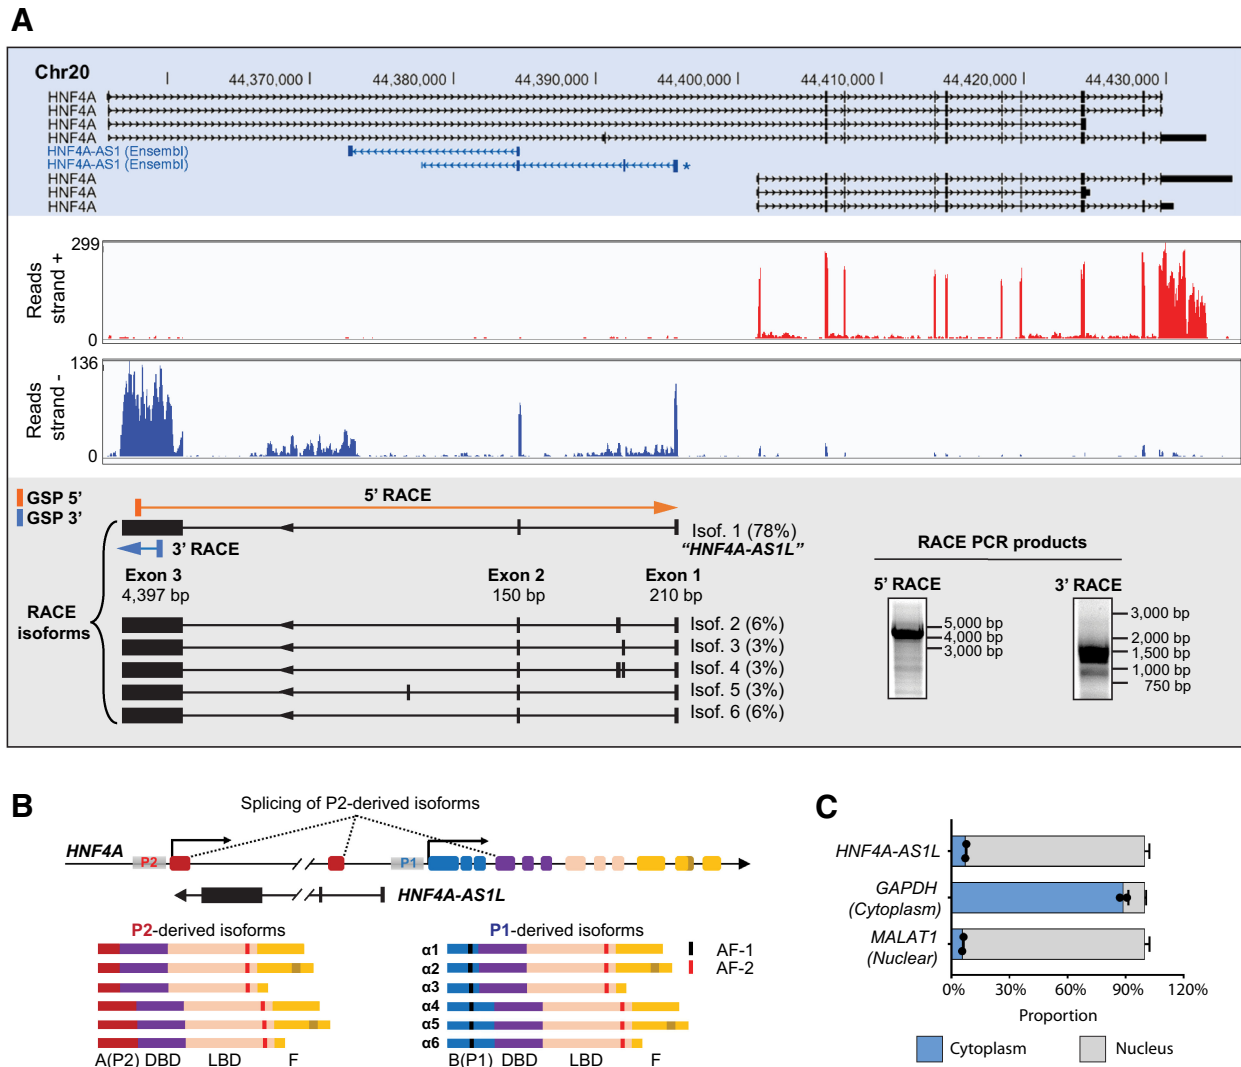 A
Chr20
44,370,000
44,380,000
44,390,000
44,400,000
44,410,000
44,420,000
44,430,000
HNF4A
HNF4A
HNF4A
HNF4A
HNF4A-AS1 (Ensembl)
HNF4A-AS1 (Ensembl)
*
HNF4A
HNF4A
HNF4A
299
Reads
strand +
0
136
Reads
strand -
0
GSP 5'
GSP 3'
5' RACE
Isof. 1 (78%)
"HNF4A-AS1L"
3' RACE
Exon 3
4,397 bp
Exon 2
150 bp
Exon 1
210 bp
RACE
isoforms
Isof. 2 (6%)
Isof. 3 (3%)
Isof. 4 (3%)
Isof. 5 (3%)
Isof. 6 (6%)
RACE PCR products
5' RACE
5,000 bp
4,000 bp
3,000 bp
3' RACE
3,000 bp
2,000 bp
1,500 bp
1,000 bp
750 bp
B
Splicing of P2-derived isoforms
HNF4A
P2
P1
HNF4A-AS1L
P2-derived isoforms
A(P2) DBD LBD F
P1-derived isoforms
α1
α2
α3
α4
α5
α6
B(P1) DBD LBD F
AF-1
AF-2
C
HNF4A-AS1L
GAPDH
(Cytoplasm)
MALAT1
(Nuclear)
0% 30% 60% 90% 120%
Proportion
Cytoplasm
Nucleus